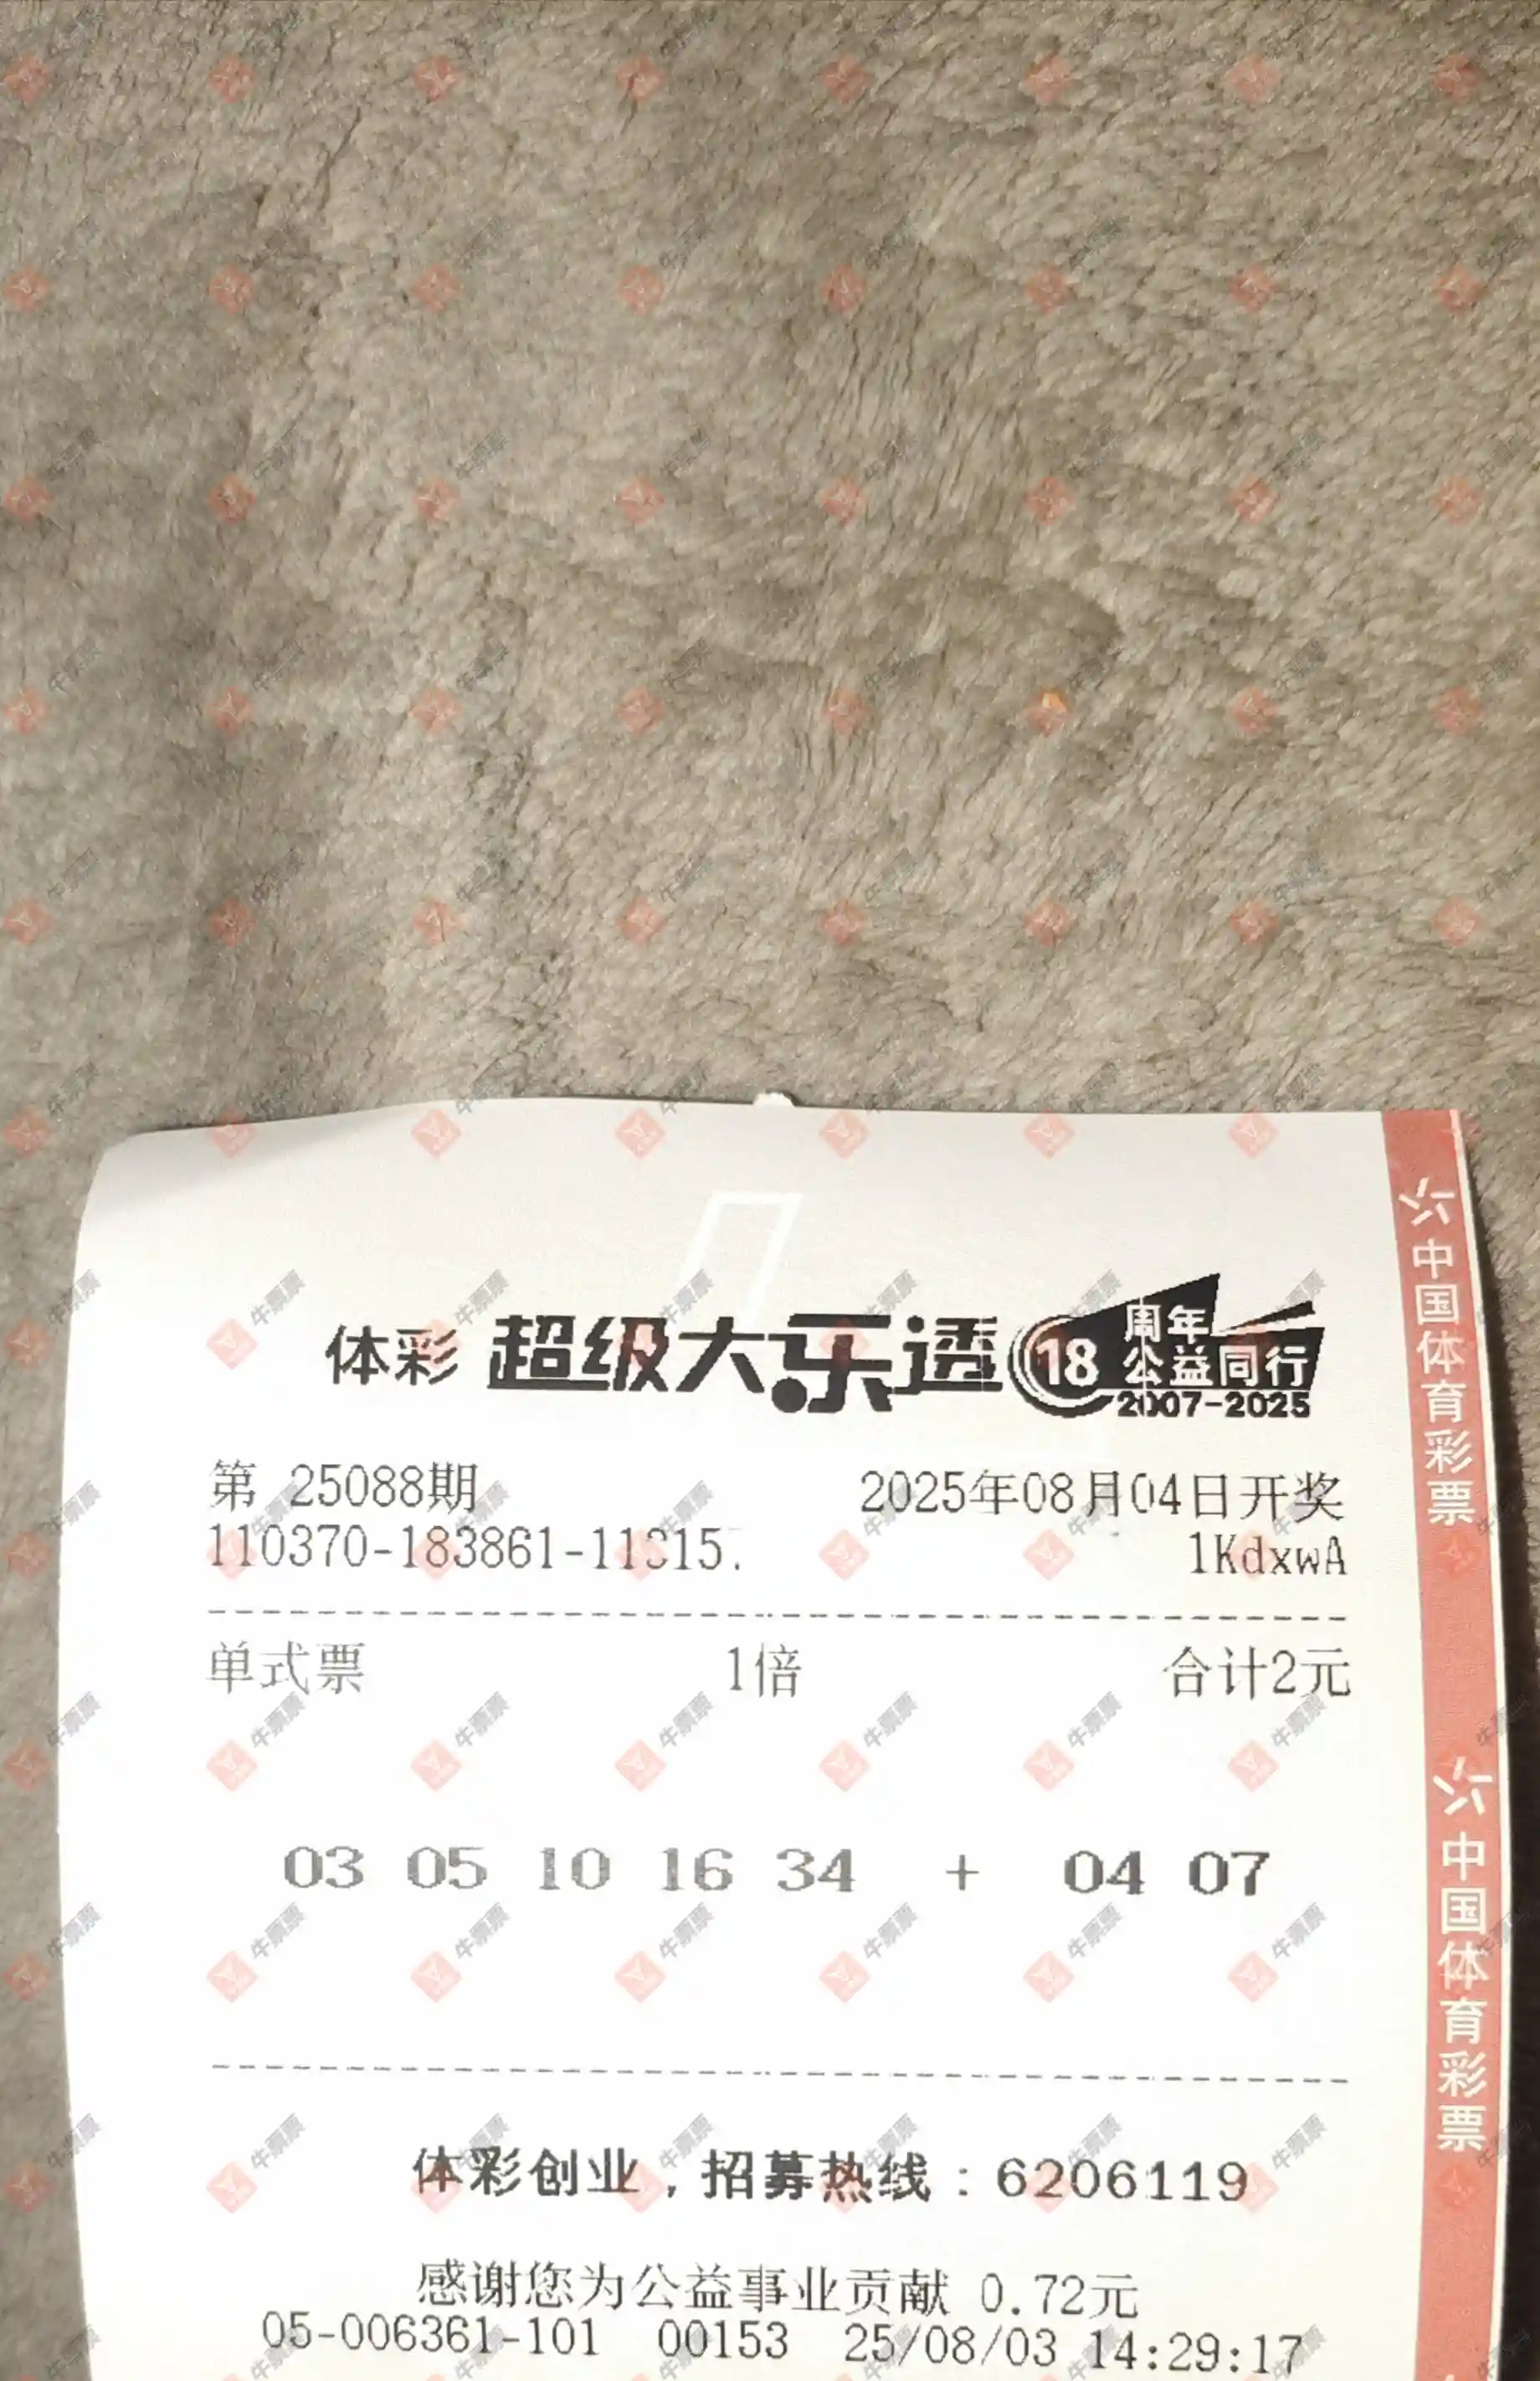 体彩 超级大乐透 18 周年 公益同行 2007-2025
第 25088期 2025年08月04日开奖
110370-183861- 1KdxwA
单式票 1倍 合计2元
03 05 10 16 34 + 04 07
体彩创业，招募热线：6206119
感谢您为公益事业贡献 0.72元
05-006361-101 00153 25/08/03 14:29:17
中国体育彩票
中国体育彩票
牛票票